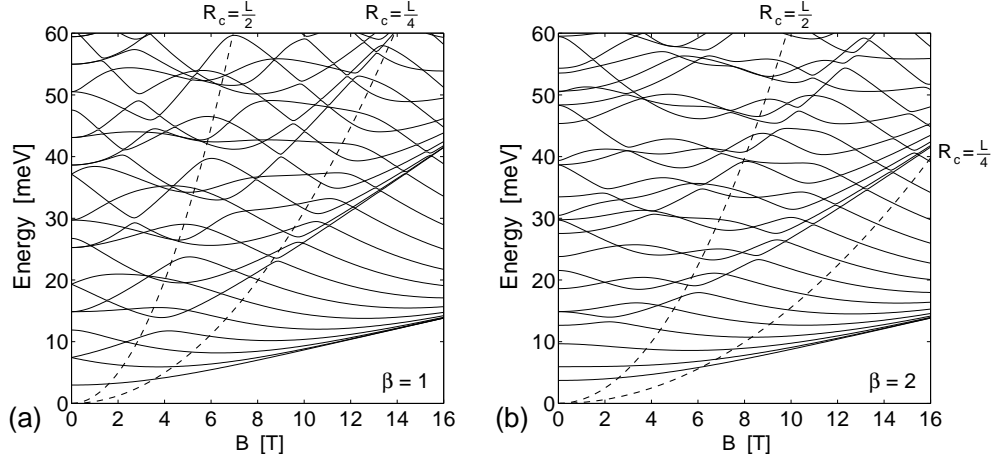 R_c = L/2
R_c = L/4
60
50
40
30
20
10
0
Energy [meV]
0 2 4 6 8 10 12 14 16
B [T]
β = 1
(a)
R_c = L/2
R_c = L/4
60
50
40
30
20
10
0
Energy [meV]
0 2 4 6 8 10 12 14 16
B [T]
β = 2
(b)